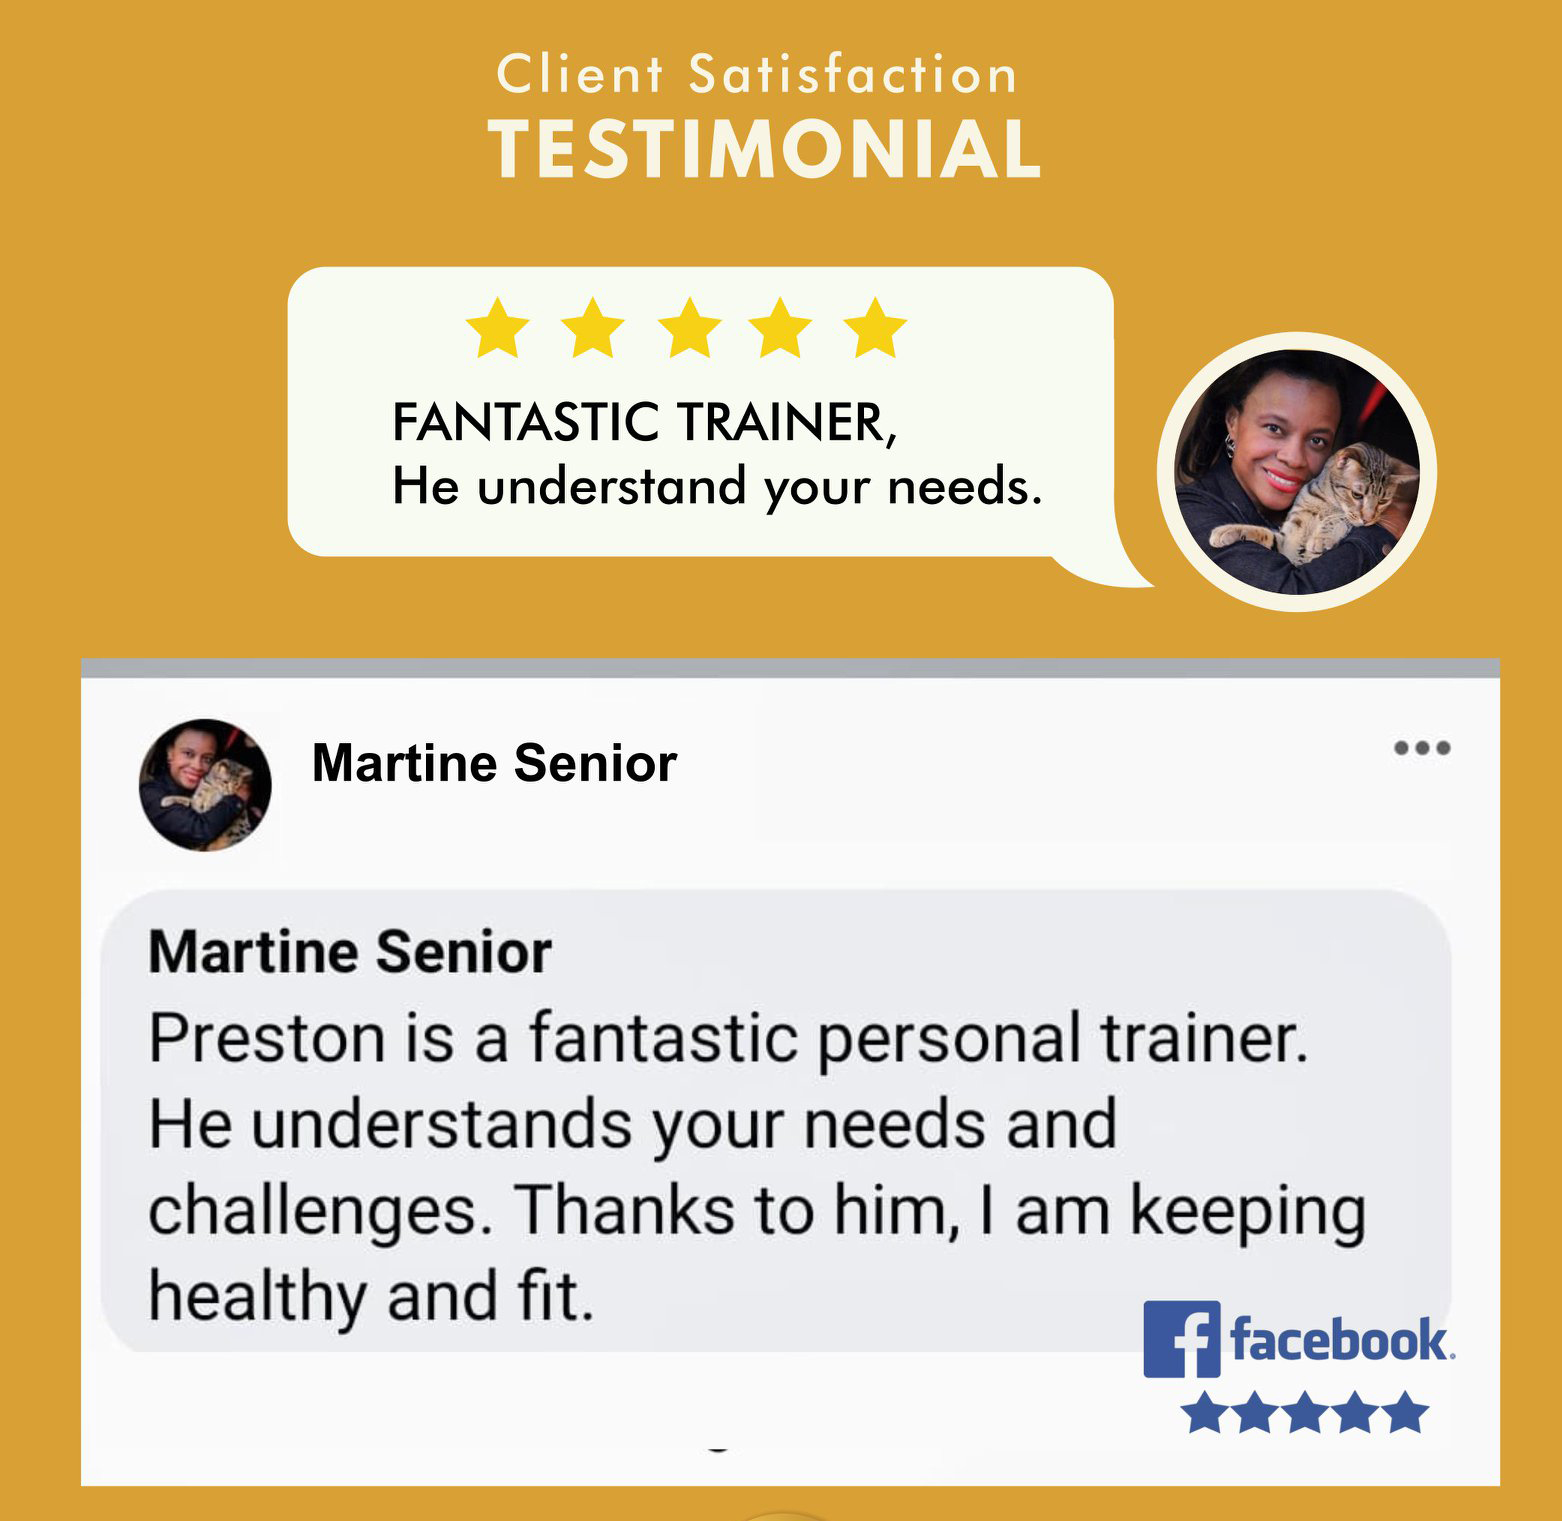 Client Satisfaction
TESTIMONIAL
FANTASTIC TRAINER,
He understand your needs.
Martine Senior
Martine Senior
Preston is a fantastic personal trainer.
He understands your needs and
challenges. Thanks to him, I am keeping
healthy and fit.
facebook.